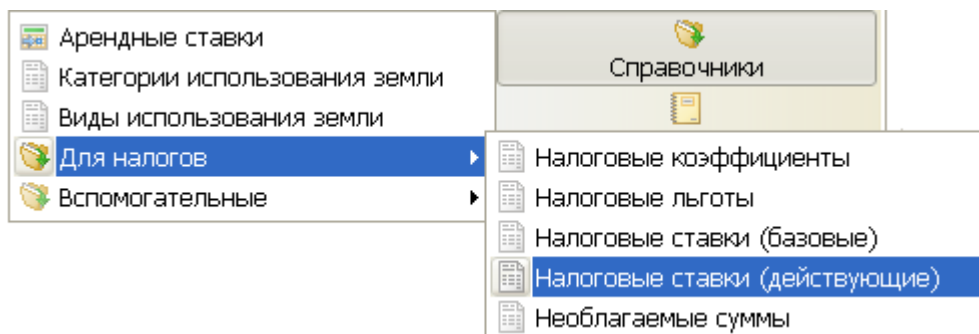 Арендные ставки
Категории использования земли
Виды использования земли
Для налогов
Вспомогательные
Справочники
Налоговые коэффициенты
Налоговые льготы
Налоговые ставки (базовые)
Налоговые ставки (действующие)
Необлагаемые суммы